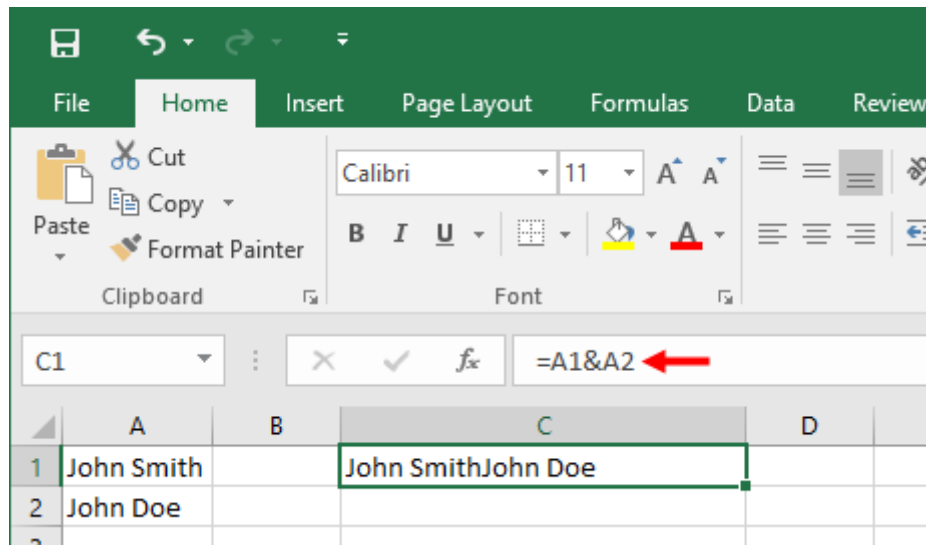 File Home Insert Page Layout Formulas Data Review
Cut
Copy
Paste
Format Painter
Clipboard
Calibri 11 A A
B I U A
Font
C1 fx =A1&A2
A B C D
1 John Smith John SmithJohn Doe
2 John Doe